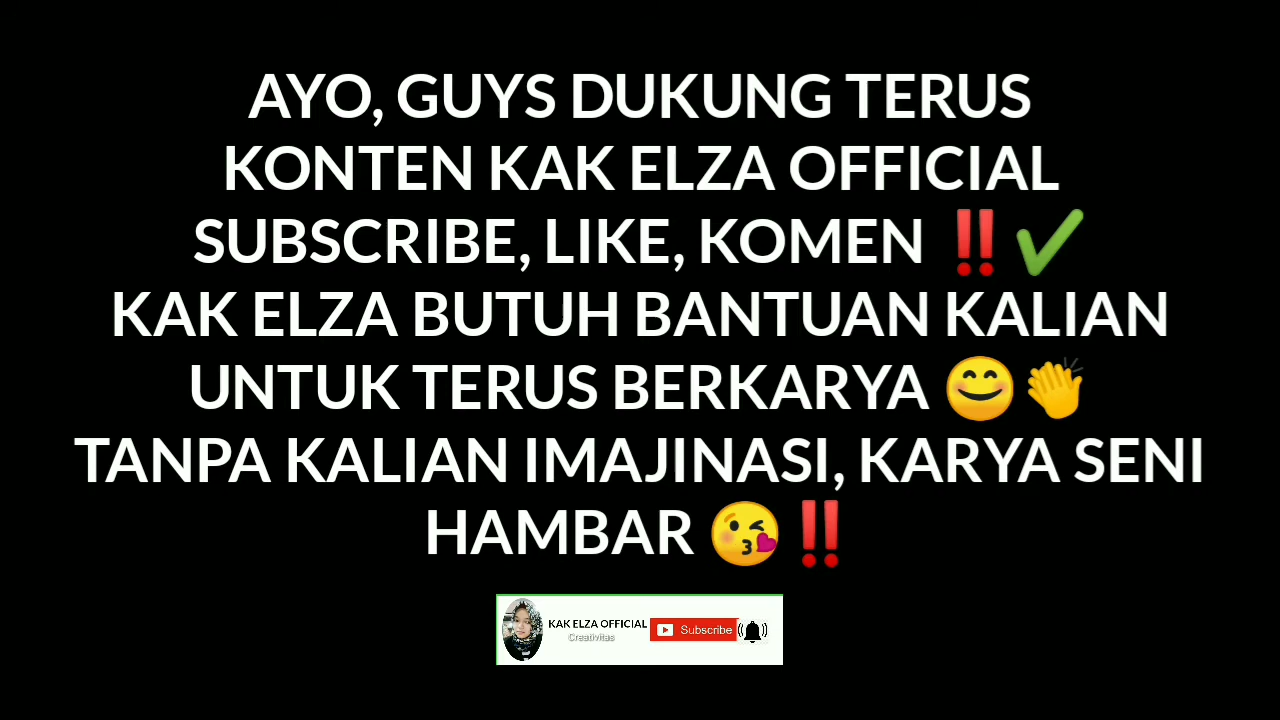 AYO, GUYS DUKUNG TERUS
KONTEN KAK ELZA OFFICIAL
SUBSCRIBE, LIKE, KOMEN ‼️✔️
KAK ELZA BUTUH BANTUAN KALIAN
UNTUK TERUS BERKARYA 😊👏
TANPA KALIAN IMAJINASI, KARYA SENI
HAMBAR 😘‼️
KAK ELZA OFFICIAL
Creativitas
Subscribe